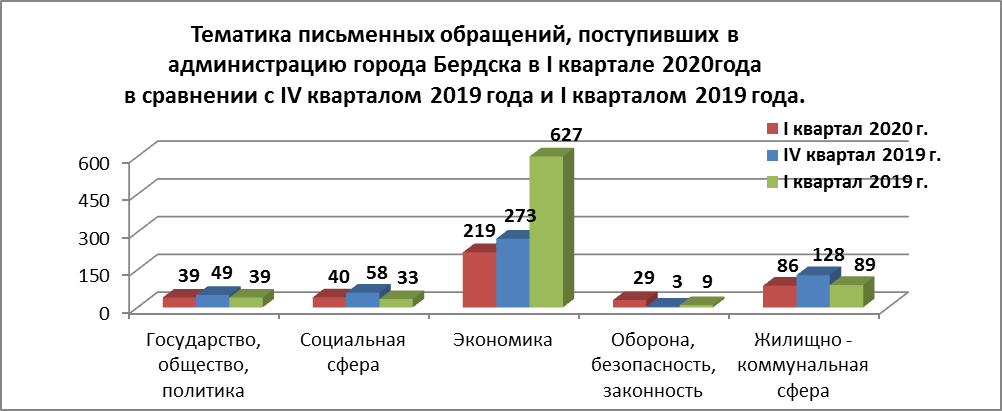 Тематика письменных обращений, поступивших в
администрацию города Бердска в I квартале 2020года
в сравнении с IV кварталом 2019 года и I кварталом 2019 года.
I квартал 2020 г.
IV квартал 2019 г.
I квартал 2019 г.
600
450
300
150
0
39 49 39
40 58 33
219 273 627
29 3 9
86 128 89
Государство,
общество,
политика
Социальная
сфера
Экономика
Оборона,
безопасность,
законность
Жилищно -
коммунальная
сфера